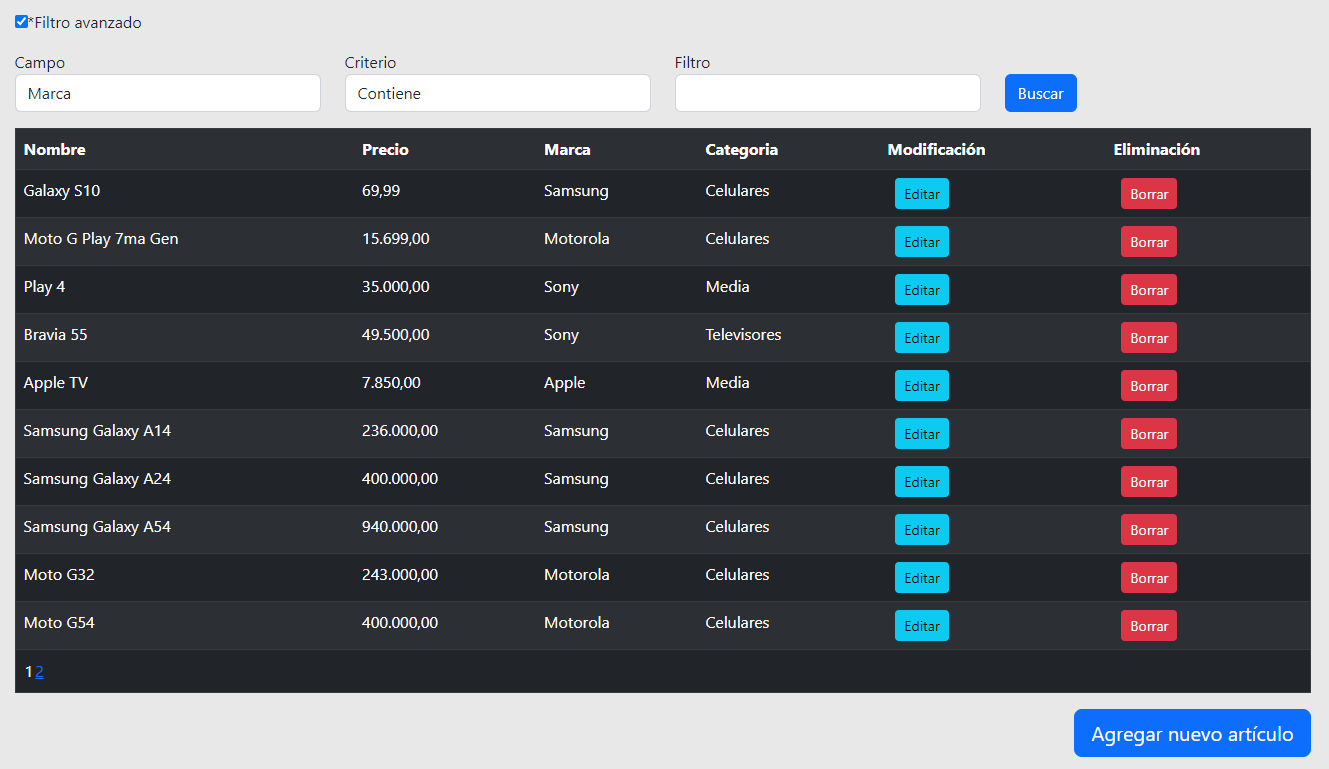 *Filtro avanzado
Campo Criterio Filtro
Marca Contiene Buscar
Nombre Precio Marca Categoria Modificación Eliminación
Galaxy S10 69,99 Samsung Celulares Editar Borrar
Moto G Play 7ma Gen 15.699,00 Motorola Celulares Editar Borrar
Play 4 35.000,00 Sony Media Editar Borrar
Bravia 55 49.500,00 Sony Televisores Editar Borrar
Apple TV 7.850,00 Apple Media Editar Borrar
Samsung Galaxy A14 236.000,00 Samsung Celulares Editar Borrar
Samsung Galaxy A24 400.000,00 Samsung Celulares Editar Borrar
Samsung Galaxy A54 940.000,00 Samsung Celulares Editar Borrar
Moto G32 243.000,00 Motorola Celulares Editar Borrar
Moto G54 400.000,00 Motorola Celulares Editar Borrar
1 2
Agregar nuevo artículo